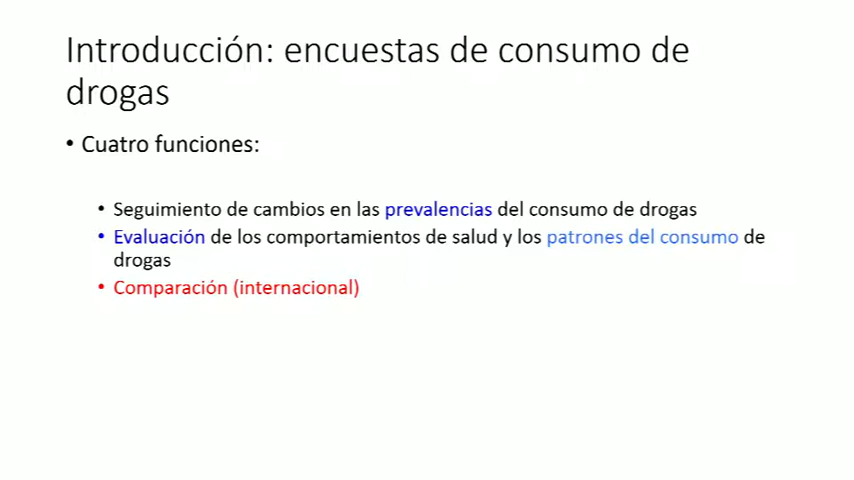 Introducción: encuestas de consumo de
drogas
• Cuatro funciones:
• Seguimiento de cambios en las prevalencias del consumo de drogas
• Evaluación de los comportamientos de salud y los patrones del consumo de
drogas
• Comparación (internacional)